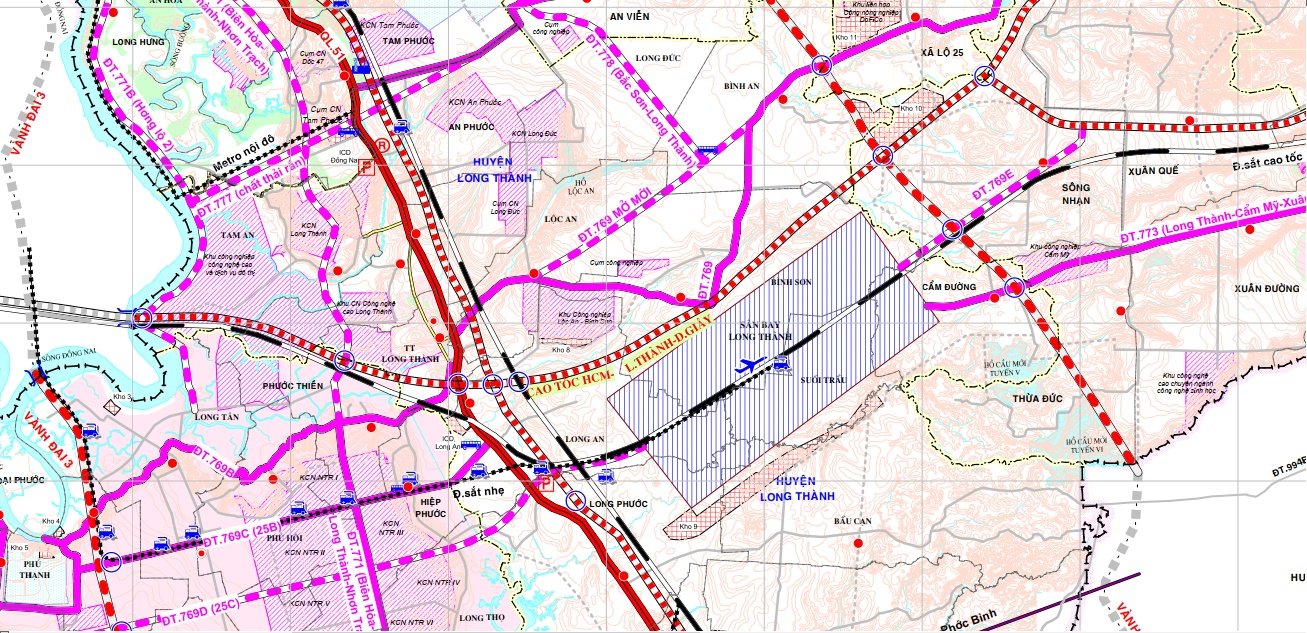 AN HÒA
KCN Tam Phước
TAM PHƯỚC
Cụm
công nghiệp
AN VIỄN
LONG ĐỨC
ĐT.778 (Bắc Sơn-Long Thành)
BÌNH AN
Khu liên hợp
Công nông nghiệp
DoFiCo
Kho 11
XÃ LỘ 25
Kho 10
LONG HƯNG
SÔNG BUÔNG
ĐỒNG NAI
(Biên Hòa-
Thành-Nhơn Trạch)
QL 51
Cụm CN
Dốc 47
Cụm CN
Tam Phước
VÀNH ĐAI 3
ĐT.771B (Hương lộ 2)
Metro nội đô
ĐT.777 (chất thải rắn)
ICD
Đồng Na
R
P
KCN An Phước
AN PHƯỚC
KCN Long Đức
HUYỆN
LONG THÀNH
Cụm CN
Long Đức
HỒ
LỘC AN
LỘC AN
ĐT.769 MỞ MỚI
Cụm công nghiệp
ĐT.769
ĐT.769E
SÔNG
NHẠN
XUÂN QUẾ
Đ.sắt cao tốc
ĐT.773 (Long Thành-Cẩm Mỹ-Xuân
Khu công nghiệp
Cẩm Mỹ
CẨM ĐƯỜNG
XUÂN ĐƯỜNG
TAM AN
Khu công nghiệp
công nghệ cao
và dịch vụ đô thị
KCN
Long Thành
Khu CN Công nghệ
cao Long Thành
Khu Công nghiệp
Lộc An - Bình Sơn
Kho 8
TT
LONG THÀNH
CAO TỐC HCM- L.THÀNH-D.GIÂY
BÌNH SƠN
SÂN BAY
LONG THÀNH
SUỐI TRẦU
HỒ CẦU MỚI
TUYẾN V
THỪA ĐỨC
Khu công nghệ
cao chuyên ngành
công nghệ sinh học
HỒ CẦU MỚI
TUYẾN VI
SÔNG ĐỒNG NAI
PHƯỚC THIỀN
Kho 3
LONG TÂN
VÀNH ĐAI 3
ĐT.769B
ICD
Long An
LONG AN
KCN NTR I
ĐẠI PHƯỚC
Đ.sắt nhẹ
P
HIỆP
PHƯỚC
LONG PHƯỚC
HUYỆN
LONG THÀNH
BÀU CẠN
Kho 9
ĐT.994B
Kho 4
Kho 5
PHÚ
THẠNH
ĐT.769C (25B)
PHÚ HỘI
KCN NTR II
KCN
NTR III
KCN NTR IV
KCN NTR V
KCN NTR VI
ĐT.769D (25C)
ĐT.771 (Biên Hòa-
Long Thành-Nhơn Trạ
LONG THỌ
Phớc Bình
VÀNH
HU